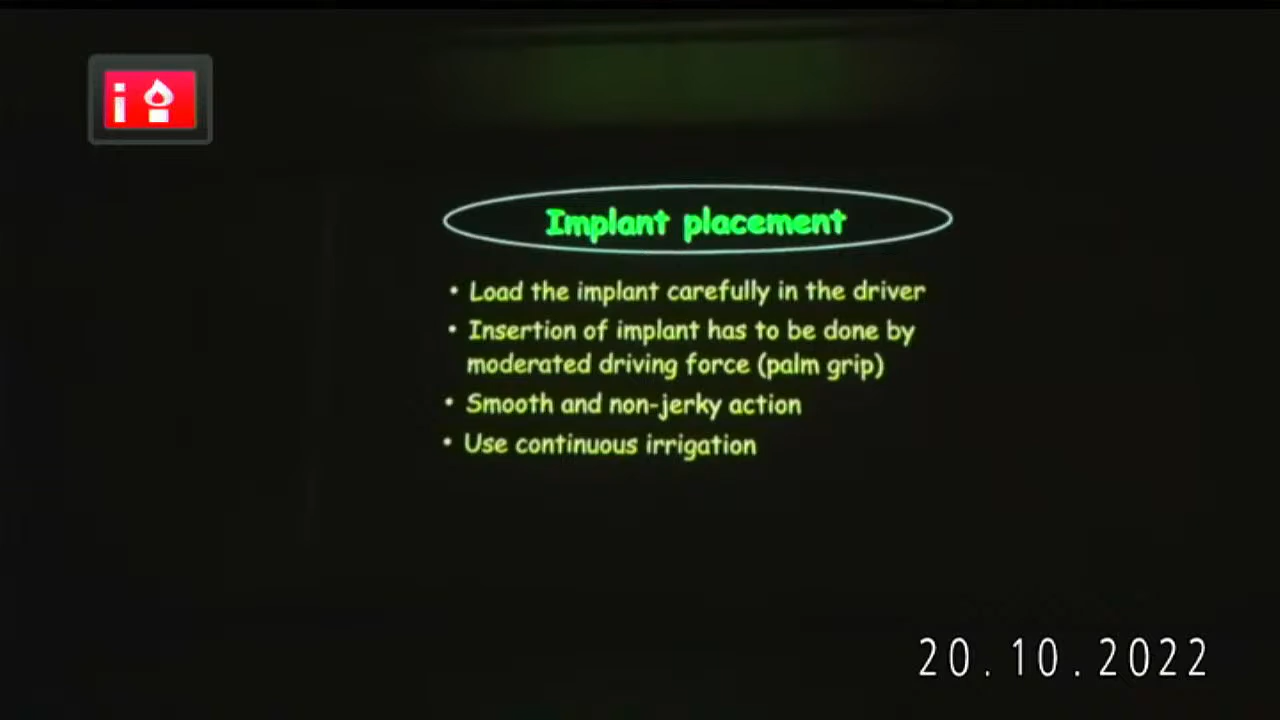 Implant placement
• Load the implant carefully in the driver
• Insertion of implant has to be done by
moderated driving force (palm grip)
• Smooth and non-jerky action
• Use continuous irrigation
20.10.2022